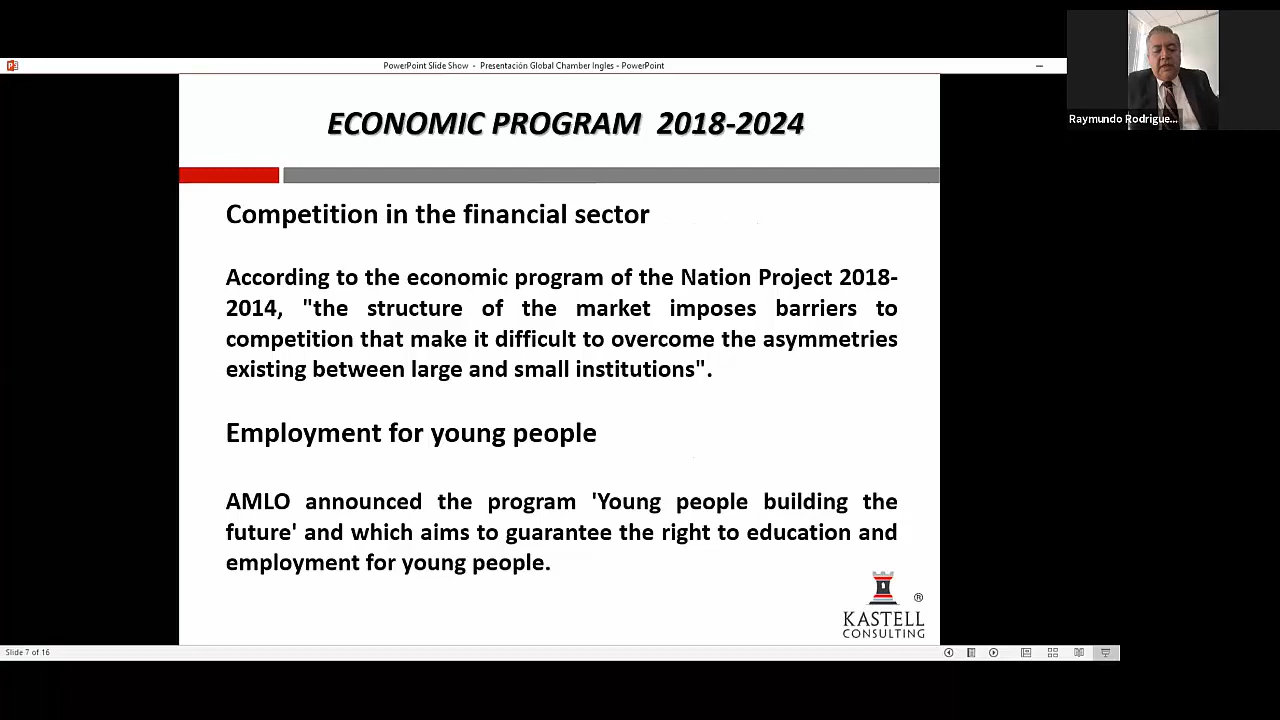 PowerPoint Slide Show - Presentación Global Chamber Ingles - PowerPoint
Raymundo Rodrigue...
ECONOMIC PROGRAM 2018-2024
Competition in the financial sector
According to the economic program of the Nation Project 2018-
2014, "the structure of the market imposes barriers to
competition that make it difficult to overcome the asymmetries
existing between large and small institutions".
Employment for young people
AMLO announced the program 'Young people building the
future' and which aims to guarantee the right to education and
employment for young people.
®
KASTELL
CONSULTING
Slide 7 of 16